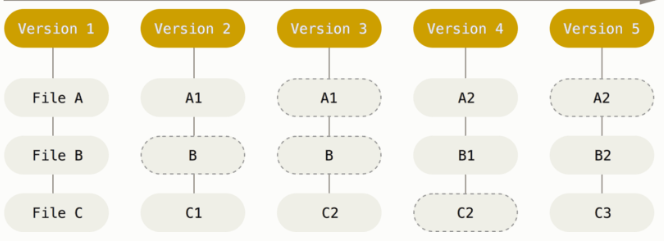 Version 1 Version 2 Version 3 Version 4 Version 5
File A A1 A1 A2 A2
File B B B B1 B2
File C C1 C2 C2 C3